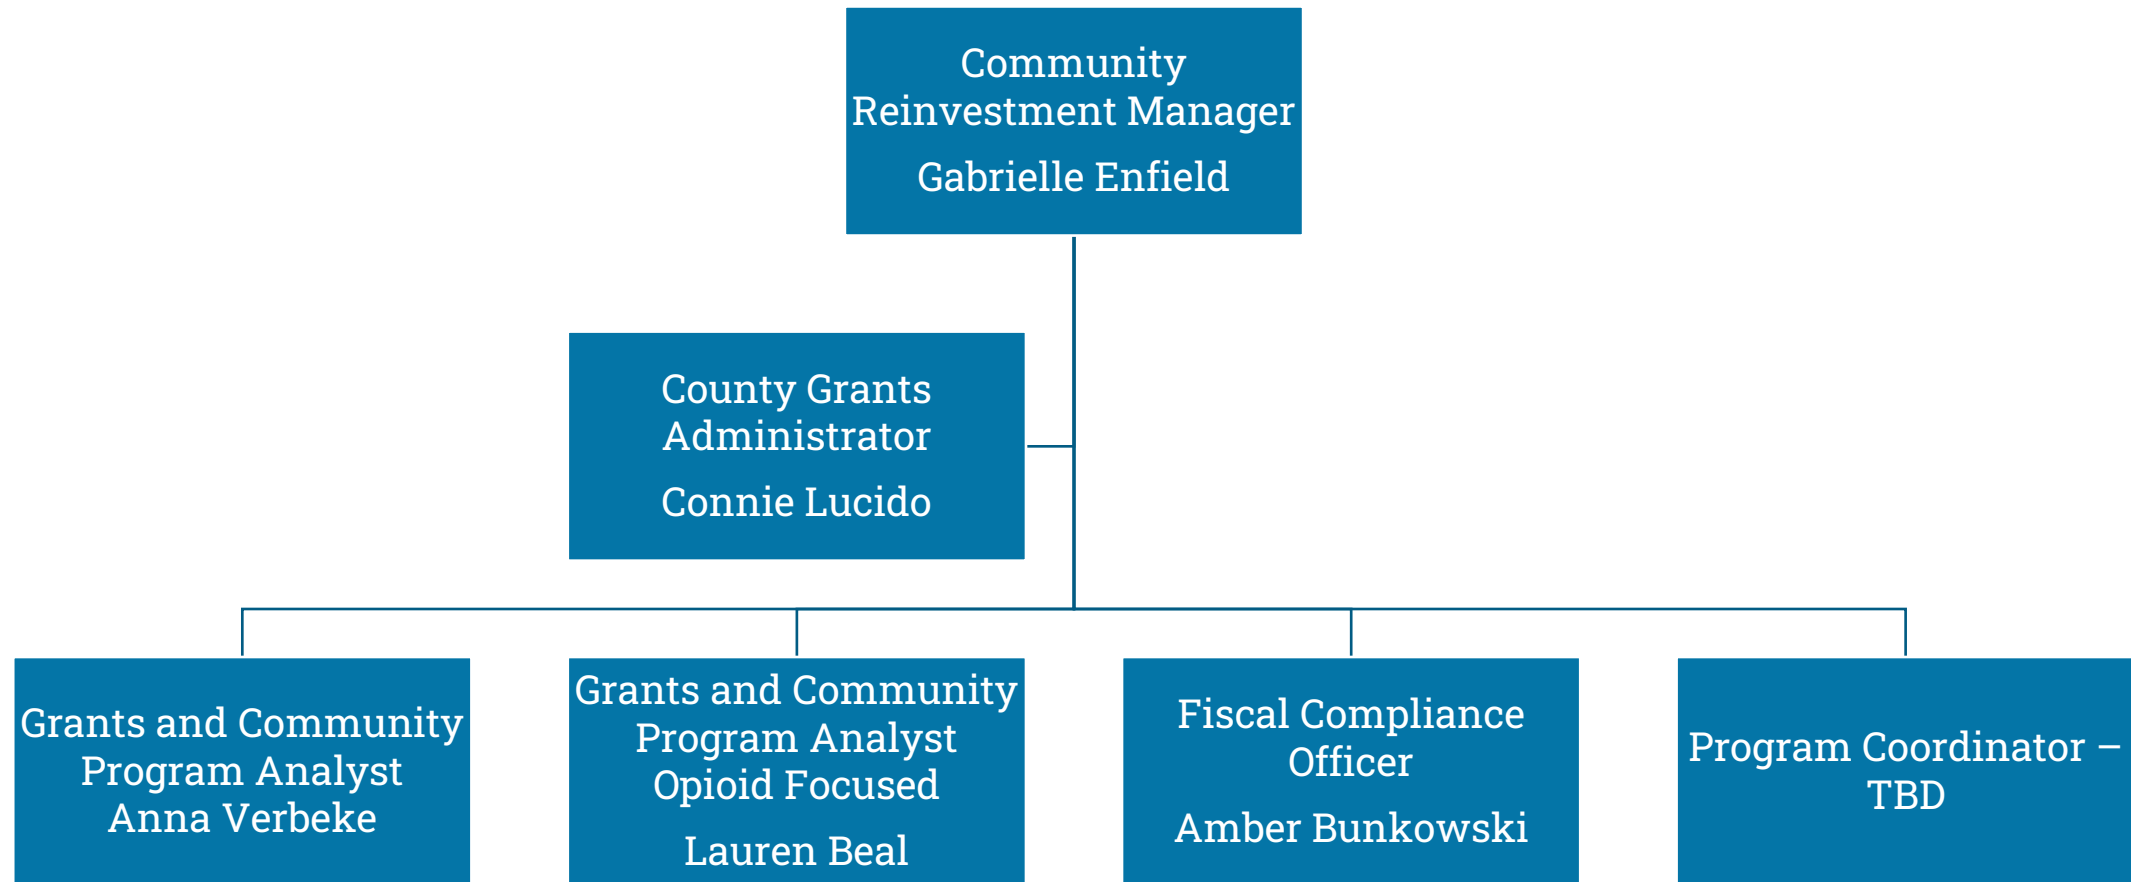 Community
Reinvestment Manager
Gabrielle Enfield
County Grants
Administrator
Connie Lucido
Grants and Community
Program Analyst
Anna Verbeke
Grants and Community
Program Analyst
Opioid Focused
Lauren Beal
Fiscal Compliance
Officer
Amber Bunkowski
Program Coordinator –
TBD